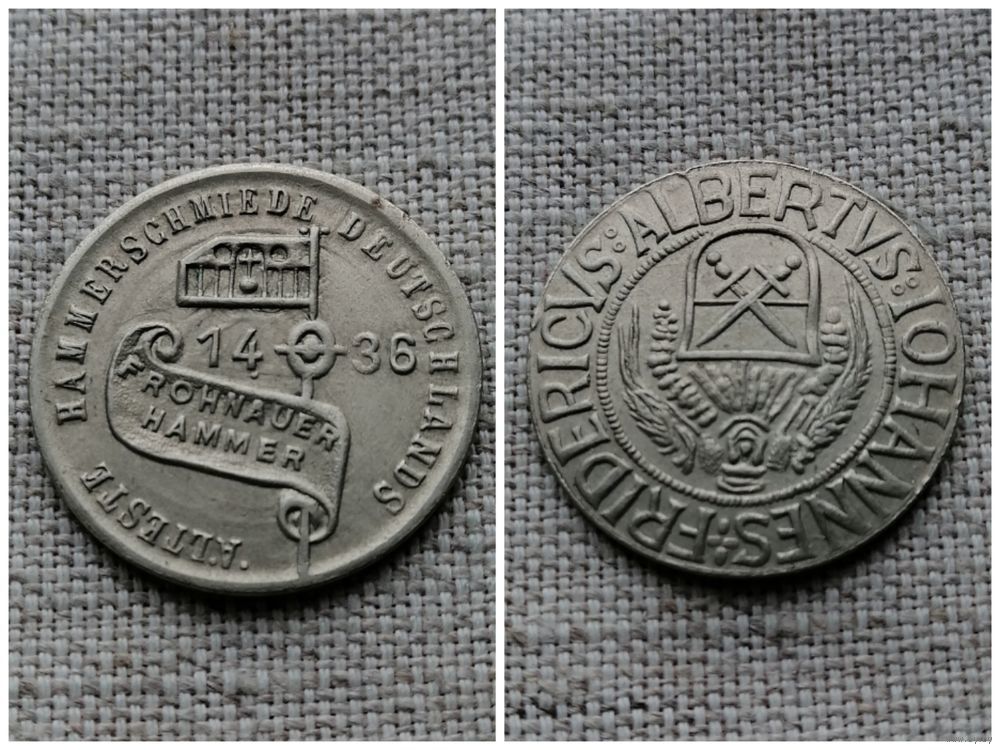 ÄLTESTE HAMMERSCHMIEDE DEUTSCHLANDS
14 36
FROHNAUER
HAMMER
ALBERTVS : IOHANNES : FRIDERICVS :